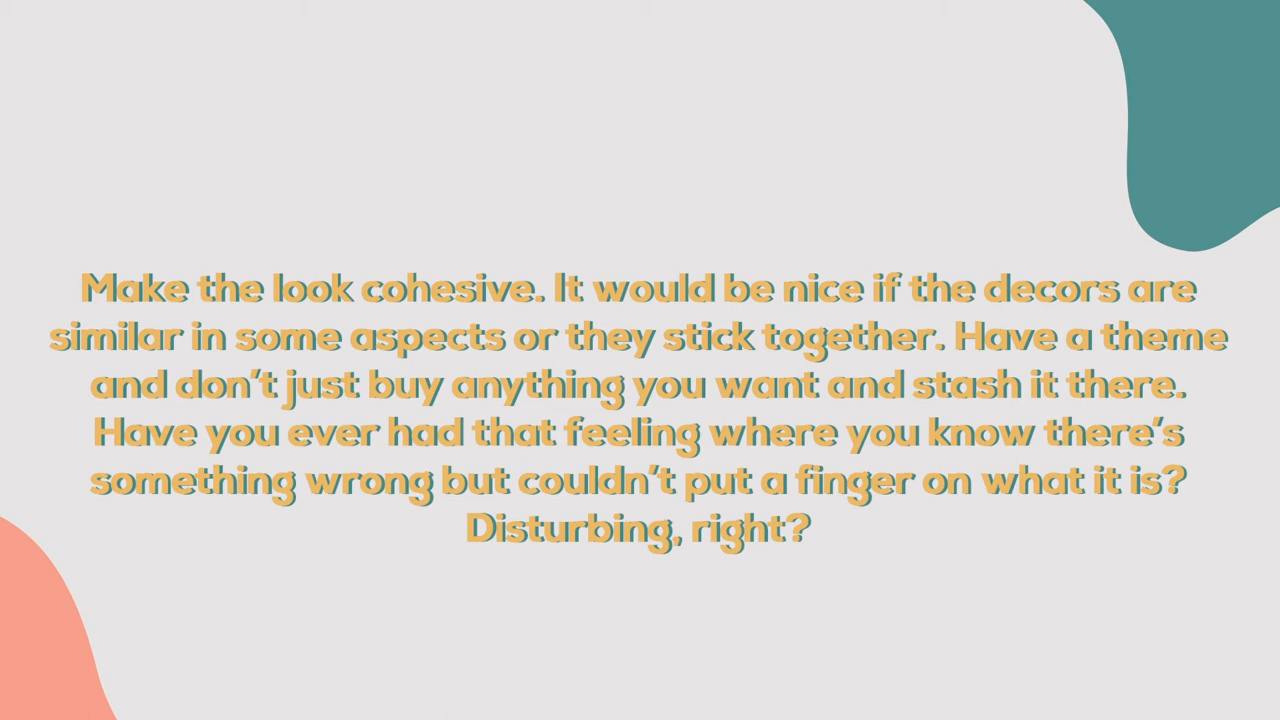 Make the look cohesive. It would be nice if the decors are
similar in some aspects or they stick together. Have a theme
and don’t just buy anything you want and stash it there.
Have you ever had that feeling where you know there’s
something wrong but couldn’t put a finger on what it is?
Disturbing, right?